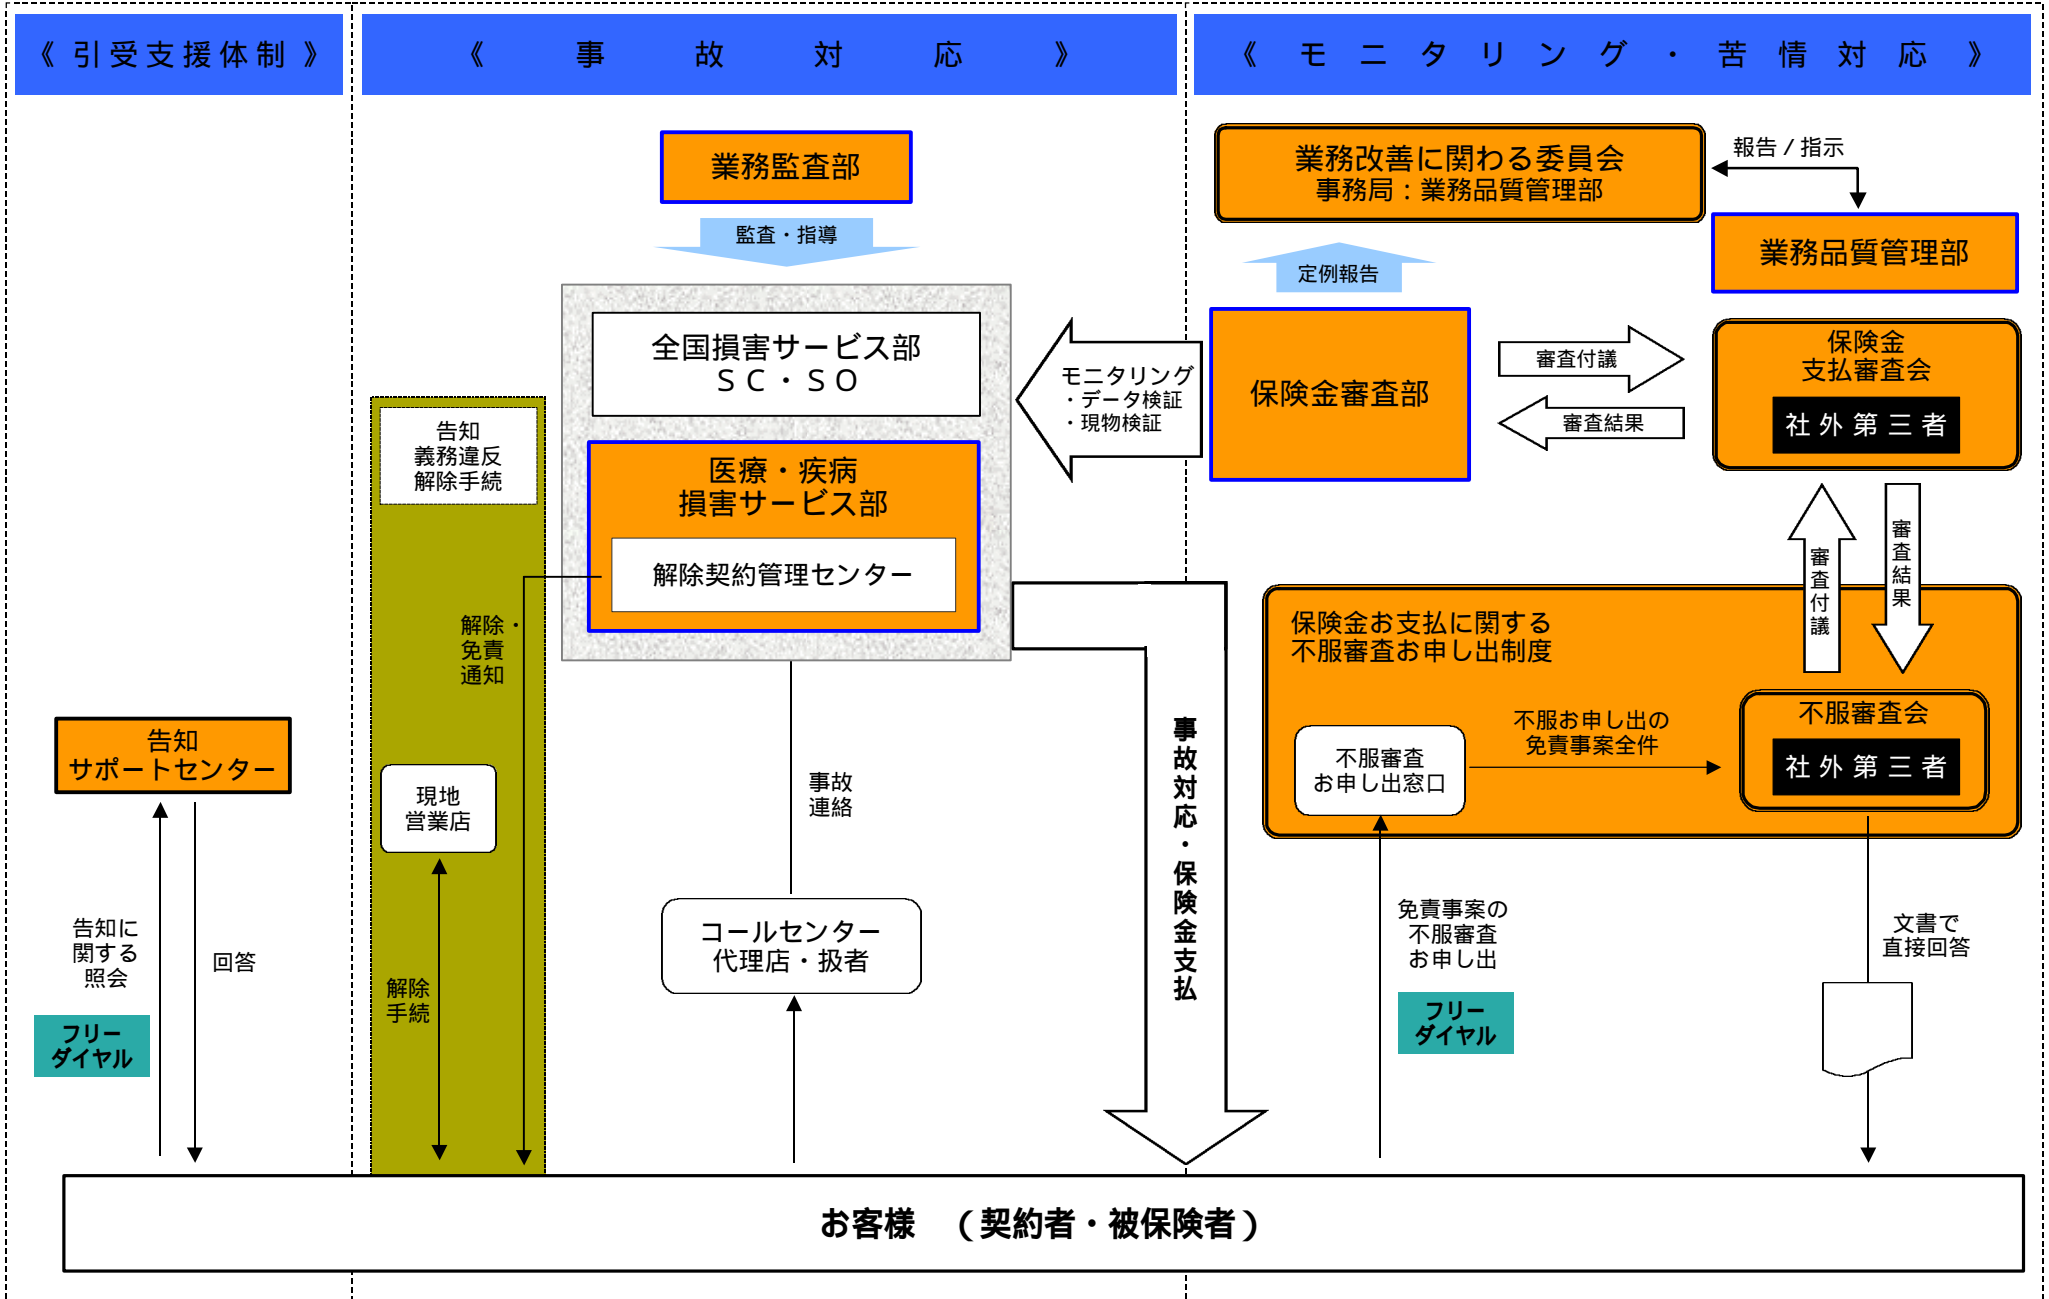 《 引受支援体制 》
《 事故対応 》
《 モニタリング・苦情対応 》
業務監査部
監査・指導
全国損害サービス部
ＳＣ・ＳＯ
医療・疾病
損害サービス部
解除契約管理センター
告知
義務違反
解除手続
解除・
免責
通知
現地
営業店
解除
手続
事故
連絡
コールセンター
代理店・扱者
事故対応・保険金支払
告知
サポートセンター
告知に
関する
照会
回答
フリー
ダイヤル
業務改善に関わる委員会
事務局：業務品質管理部
報告／指示
業務品質管理部
定例報告
保険金審査部
モニタリング
・データ検証
・現物検証
審査付議
審査結果
保険金
支払審査会
社外第三者
審査付議
審査結果
保険金お支払に関する
不服審査お申し出制度
不服審査
お申し出窓口
不服お申し出の
免責事案全件
不服審査会
社外第三者
免責事案の
不服審査
お申し出
フリー
ダイヤル
文書で
直接回答
お客様　（契約者・被保険者）